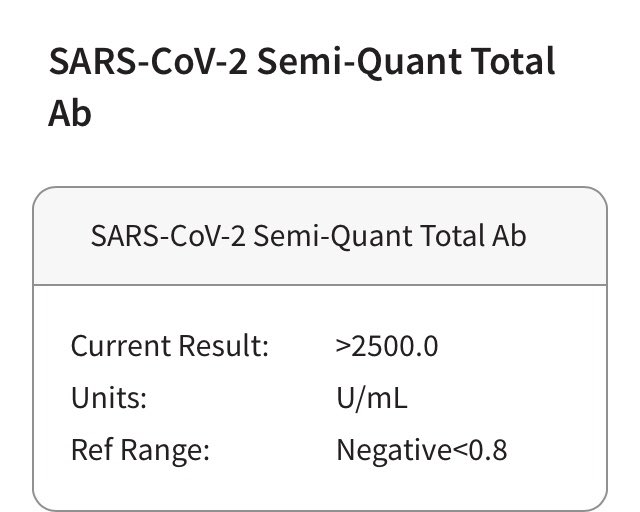 SARS-CoV-2 Semi-Quant Total
Ab
SARS-CoV-2 Semi-Quant Total Ab
Current Result: >2500.0
Units: U/mL
Ref Range: Negative<0.8